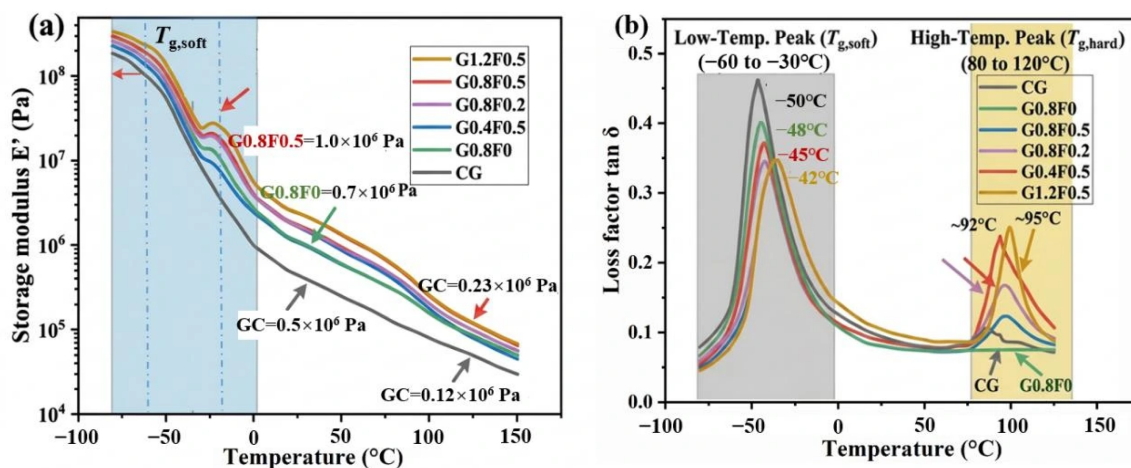 (a)
Tg,soft
G1.2F0.5
G0.8F0.5
G0.8F0.2
G0.4F0.5
G0.8F0
CG
G0.8F0.5=1.0×10⁶ Pa
G0.8F0=0.7×10⁶ Pa
GC=0.23×10⁶ Pa
GC=0.5×10⁶ Pa
GC=0.12×10⁶ Pa
Storage modulus E' (Pa)
10⁸
10⁷
10⁶
10⁵
10⁴
−100
−50
0
50
100
150
Temperature (°C)
(b)
Low-Temp. Peak (Tg,soft)
(−60 to −30°C)
High-Temp. Peak (Tg,hard)
(80 to 120°C)
CG
G0.8F0
G0.8F0.5
G0.8F0.2
G0.4F0.5
G1.2F0.5
−50°C
−48°C
−45°C
−42°C
~92°C
~95°C
CG
G0.8F0
Loss factor tan δ
0.5
0.4
0.3
0.2
0.1
0.0
−100
−50
0
50
100
150
Temperature (°C)